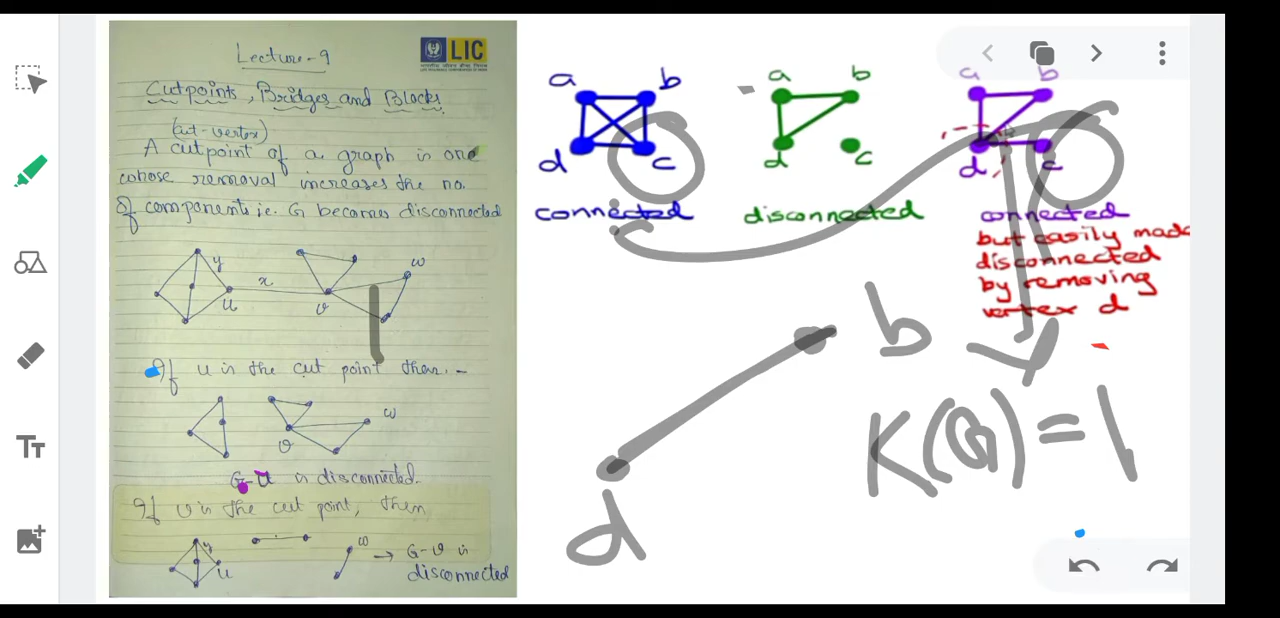 Lecture-9
LIC
Cutpoints, Bridges and Blocks
(cut-vertex)
A cutpoint of a graph is one
whose removal increases the no.
of components i.e. G becomes disconnected
y
x
u
v
w
If u is the cut point then.-
w
v
G-U is disconnected.
If v is the cut point, then
y
u
w
→ G-v is
disconnected
a b
d c
connected
a b
d c
disconnected
a b
d c
connected
but easily made
disconnected
by removing
vertex d
b
d
K(G)=1
TT